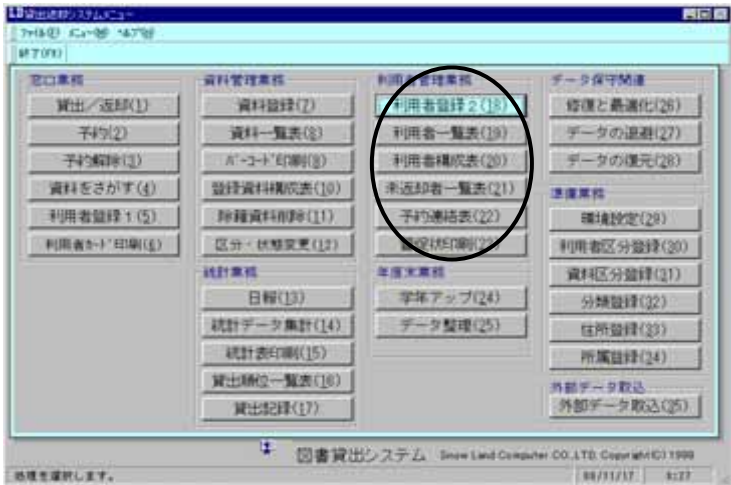 貸出返却システムメニュー
ファイル(F) メニュー(M) ヘルプ(H)
終了(F8)
窓口業務
貸出/返却(1)
予約(2)
予約解除(3)
資料をさがす(4)
利用者登録1(5)
利用者カード印刷(6)
資料管理業務
資料登録(7)
資料一覧表(8)
バーコード印刷(9)
登録資料構成表(10)
除籍資料削除(11)
区分・状態変更(12)
統計業務
日報(13)
統計データ集計(14)
統計表印刷(15)
貸出順位一覧表(16)
貸出記録(17)
利用者管理業務
利用者登録2(18)
利用者一覧表(19)
利用者構成表(20)
未返却者一覧表(21)
予約連絡表(22)
督促状印刷(23)
年度末業務
学年アップ(24)
データ整理(25)
データ保守関連
修復と最適化(26)
データの退避(27)
データの復元(28)
準備業務
環境設定(29)
利用者区分登録(30)
資料区分登録(31)
分類登録(32)
住所登録(33)
所属登録(34)
外部データ取込
外部データ取込(35)
図書貸出システム Snow Land Computer CO.,LTD. Copyright(C) 1999
処理を選択します。